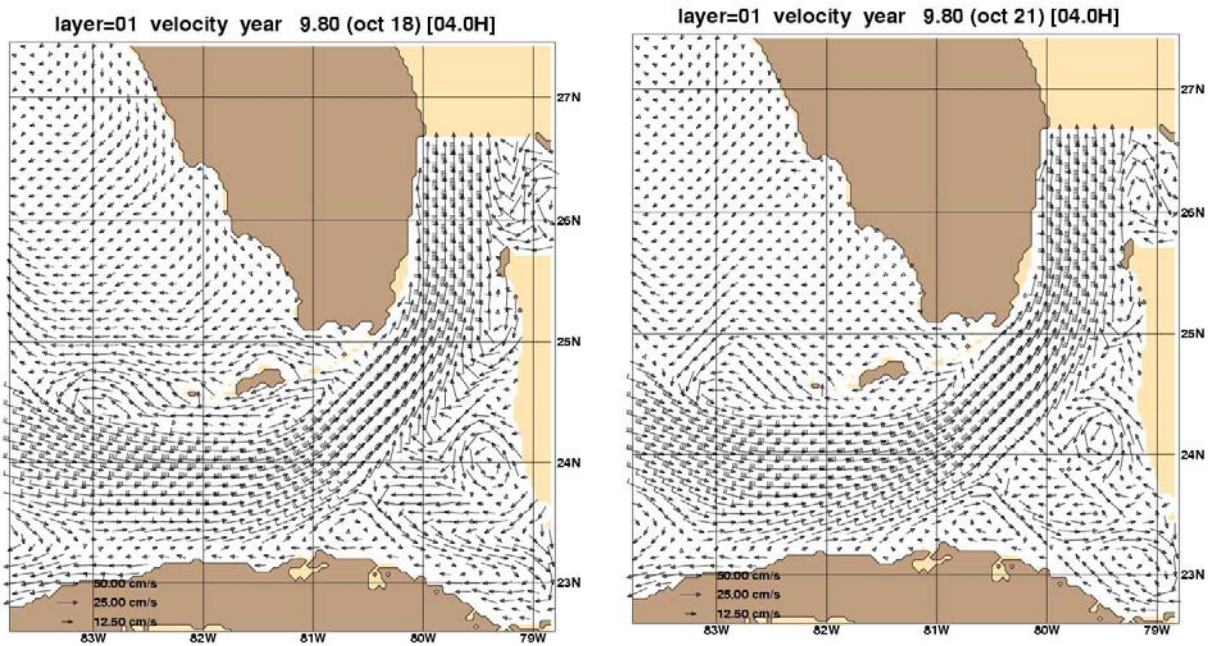 layer=01 velocity year 9.80 (oct 18) [04.0H]
27N
26N
25N
24N
23N
50.00 cm/s
25.00 cm/s
12.50 cm/s
83W 82W 81W 80W 79W
layer=01 velocity year 9.80 (oct 21) [04.0H]
27N
26N
25N
24N
23N
50.00 cm/s
25.00 cm/s
12.50 cm/s
83W 82W 81W 80W 79W